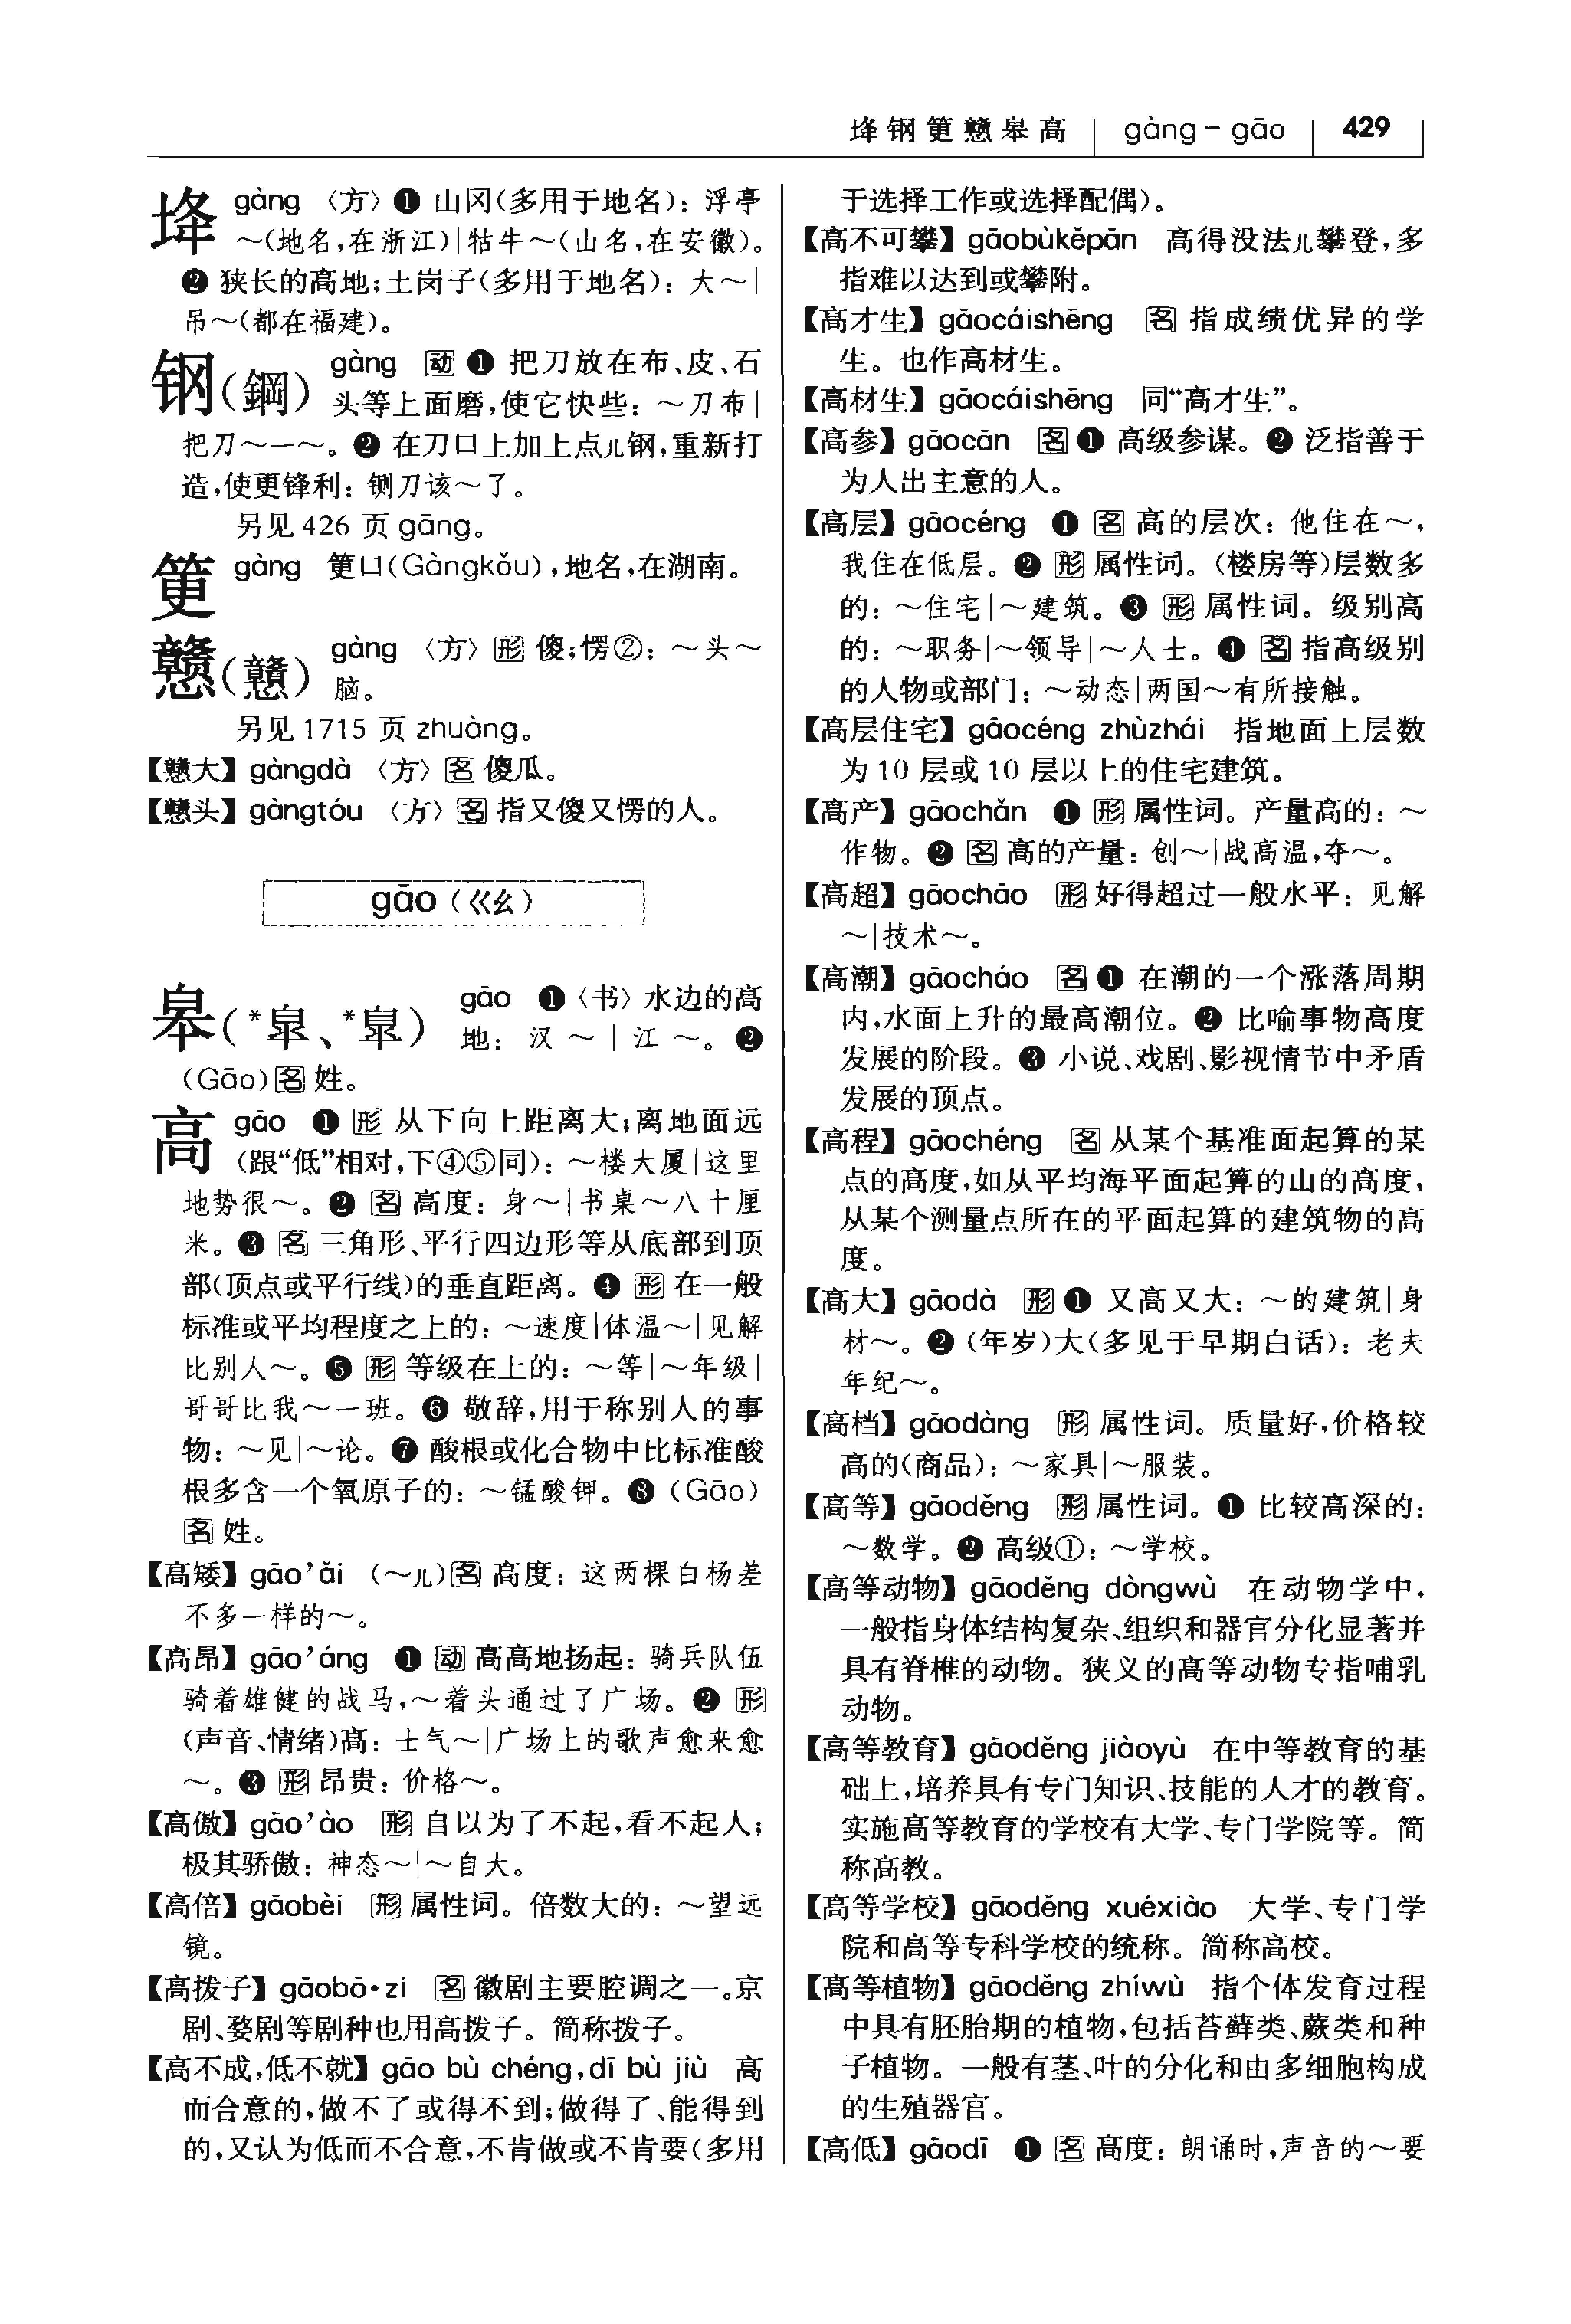 垏钢筻戆皋高 | gàng－gāo | 429
垏 gàng 〈方〉❶ 山冈(多用于地名)：浮亭
～(地名,在浙江)|牯牛～(山名,在安徽)。
❷ 狭长的高地;土岗子(多用于地名)：大～|
吊～(都在福建)。
钢(鋼) gàng 动 ❶ 把刀放在布、皮、石
头等上面磨,使它快些：～刀布|
把刀～一～。❷ 在刀口上加上点儿钢,重新打
造,使更锋利：铡刀该～了。
另见426 页 gāng。
筻 gàng 筻口(Gàngkǒu),地名,在湖南。
戆(戇) gàng 〈方〉形 傻;愣②：～头～
脑。
另见1715 页 zhuàng。
【戆大】gàngdà 〈方〉名 傻瓜。
【戆头】gàngtóu 〈方〉名 指又傻又愣的人。
gāo (ㄍㄠ)
皋(*臯、*皐) gāo ❶〈书〉水边的高
地：汉～|江～。❷
(Gāo)名 姓。
高 gāo ❶ 形 从下向上距离大;离地面远
(跟“低”相对,下④⑤同)：～楼大厦|这里
地势很～。❷ 名 高度：身～|书桌～八十厘
米。❸ 名 三角形、平行四边形等从底部到顶
部(顶点或平行线)的垂直距离。❹ 形 在一般
标准或平均程度之上的：～速度|体温～|见解
比别人～。❺ 形 等级在上的：～等|～年级|
哥哥比我～一班。❻ 敬辞,用于称别人的事
物：～见|～论。❼ 酸根或化合物中比标准酸
根多含一个氧原子的：～锰酸钾。❽（Gāo）
名 姓。
【高矮】gāo’ǎi (～儿)名 高度：这两棵白杨差
不多一样的～。
【高昂】gāo’áng ❶ 动 高高地扬起：骑兵队伍
骑着雄健的战马,～着头通过了广场。❷ 形
(声音、情绪)高：士气～|广场上的歌声愈来愈
～。❸ 形 昂贵：价格～。
【高傲】gāo’ào 形 自以为了不起,看不起人;
极其骄傲：神态～|～自大。
【高倍】gāobèi 形 属性词。倍数大的：～望远
镜。
【高拨子】gāobō•zi 名 徽剧主要腔调之一。京
剧、婺剧等剧种也用高拨子。简称拨子。
【高不成,低不就】gāo bù chéng,dī bù jiù 高
而合意的,做不了或得不到;做得了、能得到
的,又认为低而不合意,不肯做或不肯要(多用
于选择工作或选择配偶)。
【高不可攀】gāobùkěpān 高得没法儿攀登,多
指难以达到或攀附。
【高才生】gāocáishēng 名 指成绩优异的学
生。也作高材生。
【高材生】gāocáishēng 同“高才生”。
【高参】gāocān 名 ❶ 高级参谋。❷ 泛指善于
为人出主意的人。
【高层】gāocéng ❶ 名 高的层次：他住在～,
我住在低层。❷ 形 属性词。(楼房等)层数多
的：～住宅|～建筑。❸ 形 属性词。级别高
的：～职务|～领导|～人士。❹ 名 指高级别
的人物或部门：～动态|两国～有所接触。
【高层住宅】gāocéng zhùzhái 指地面上层数
为10 层或10 层以上的住宅建筑。
【高产】gāochǎn ❶ 形 属性词。产量高的：～
作物。❷ 名 高的产量：创～|战高温,夺～。
【高超】gāochāo 形 好得超过一般水平：见解
～|技术～。
【高潮】gāocháo 名 ❶ 在潮的一个涨落周期
内,水面上升的最高潮位。❷ 比喻事物高度
发展的阶段。❸ 小说、戏剧、影视情节中矛盾
发展的顶点。
【高程】gāochéng 名 从某个基准面起算的某
点的高度,如从平均海平面起算的山的高度,
从某个测量点所在的平面起算的建筑物的高
度。
【高大】gāodà 形 ❶ 又高又大：～的建筑|身
材～。❷ (年岁)大(多见于早期白话)：老夫
年纪～。
【高档】gāodàng 形 属性词。质量好,价格较
高的(商品)：～家具|～服装。
【高等】gāoděng 形 属性词。❶ 比较高深的：
～数学。❷ 高级①：～学校。
【高等动物】gāoděng dòngwù 在动物学中,
一般指身体结构复杂、组织和器官分化显著并
具有脊椎的动物。狭义的高等动物专指哺乳
动物。
【高等教育】gāoděng jiàoyù 在中等教育的基
础上,培养具有专门知识、技能的人才的教育。
实施高等教育的学校有大学、专门学院等。简
称高教。
【高等学校】gāoděng xuéxiào 大学、专门学
院和高等专科学校的统称。简称高校。
【高等植物】gāoděng zhíwù 指个体发育过程
中具有胚胎期的植物,包括苔藓类、蕨类和种
子植物。一般有茎、叶的分化和由多细胞构成
的生殖器官。
【高低】gāodī ❶ 名 高度：朗诵时,声音的～要